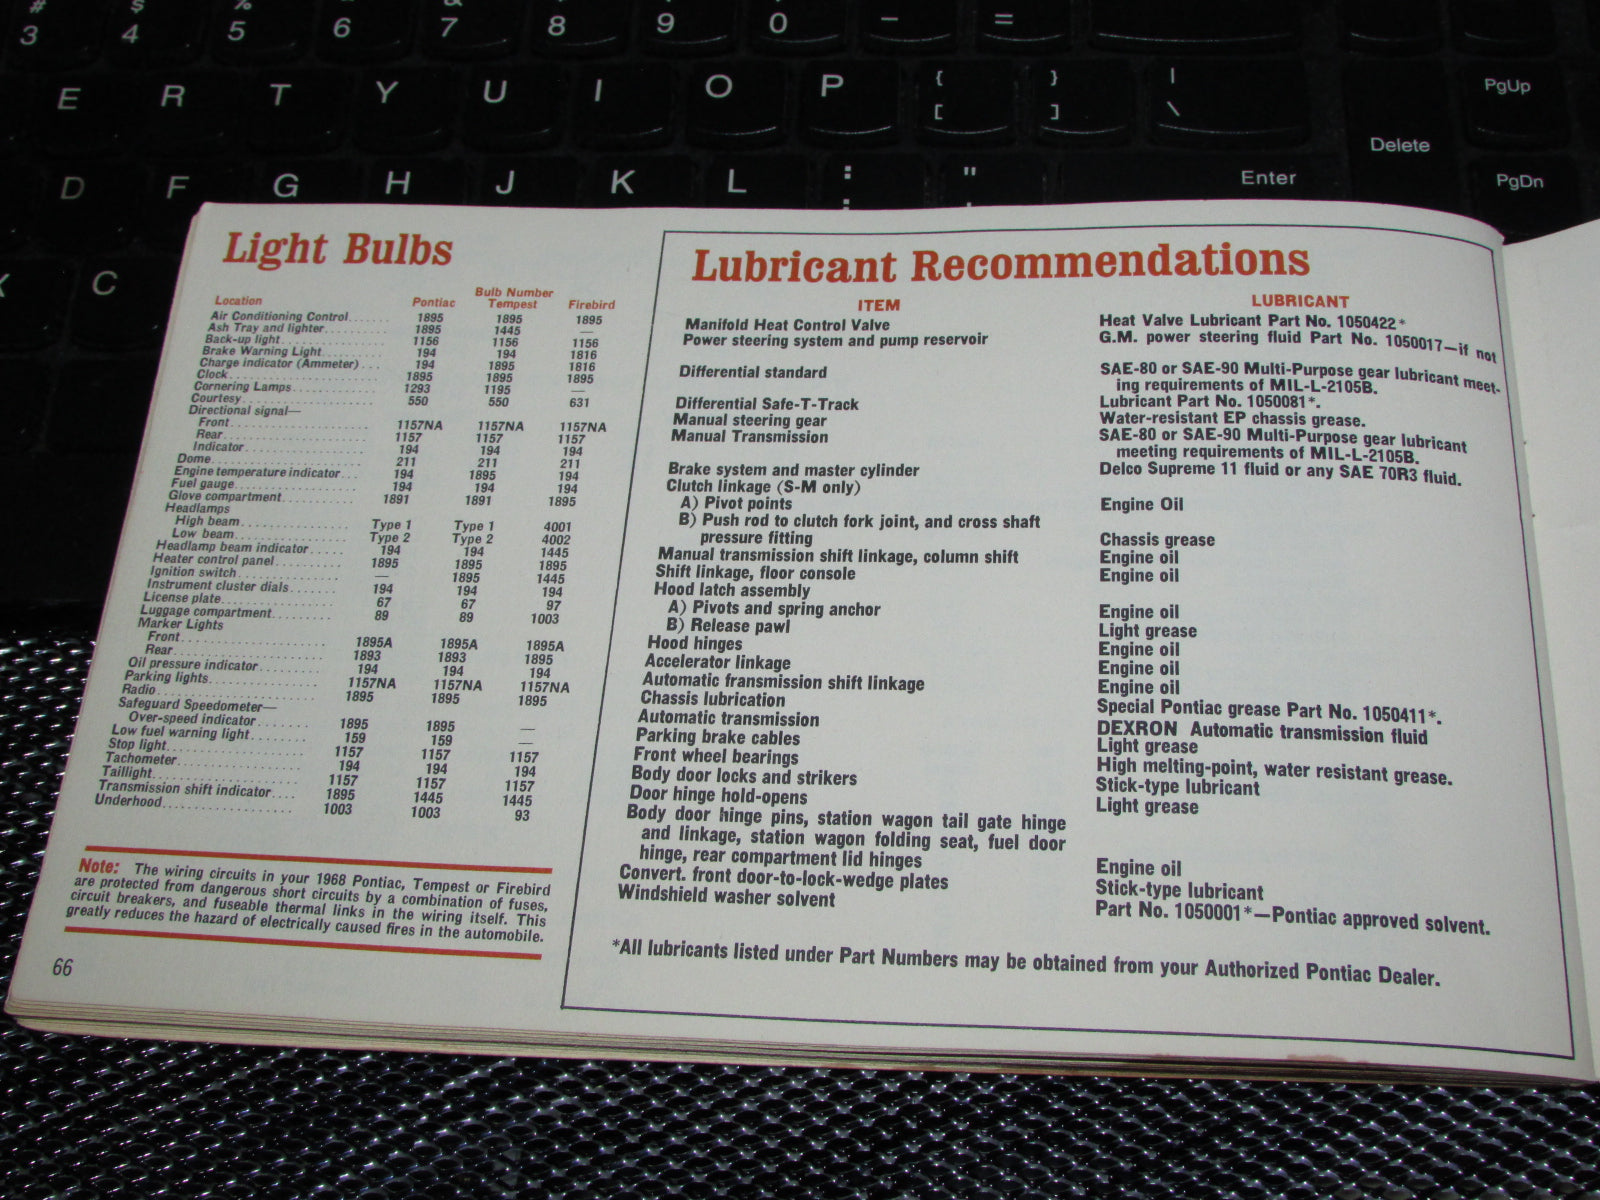 # $ % & * ( ) _ +
3 4 5 6 7 8 9 0 – =
E R T Y U I O P { [ } ] | \ PgUp
Delete
D F G H J K L : ; " ' Enter PgDn
X C
Light Bulbs
Bulb Number
Location Pontiac Tempest Firebird
Air Conditioning Control....... 1895 1895 1895
Ash Tray and lighter.......... 1895 1445 —
Back-up light................ 1156 1156 1156
Brake Warning Light.......... 194 194 1816
Charge indicator (Ammeter)... 194 1895 1816
Clock....................... 1895 1895 1895
Cornering Lamps............. 1293 1195 —
Courtesy.................... 550 550 631
Directional signal—
Front..................... 1157NA 1157NA 1157NA
Rear...................... 1157 1157 1157
Indicator.................. 194 194 194
Dome....................... 211 211 211
Engine temperature indicator... 194 1895 194
Fuel gauge.................. 194 194 194
Glove compartment........... 1891 1891 1895
Headlamps
High beam................. Type 1 Type 1 4001
Low beam.................. Type 2 Type 2 4002
Headlamp beam indicator..... 194 194 1445
Heater control panel.......... 1895 1895 1895
Ignition switch............... — 1895 1445
Instrument cluster dials....... 194 194 194
License plate................. 67 67 97
Luggage compartment......... 89 89 1003
Marker Lights
Front...................... 1895A 1895A 1895A
Rear....................... 1893 1893 1895
Oil pressure indicator......... 194 194 194
Parking lights................ 1157NA 1157NA 1157NA
Radio....................... 1895 1895 1895
Safeguard Speedometer—
Over-speed indicator........ 1895 1895 —
Low fuel warning light........ 159 159 —
Stop light................... 1157 1157 1157
Tachometer.................. 194 194 194
Taillight..................... 1157 1157 1157
Transmission shift indicator.... 1895 1445 1445
Underhood................... 1003 1003 93
Note: The wiring circuits in your 1968 Pontiac, Tempest or Firebird
are protected from dangerous short circuits by a combination of fuses,
circuit breakers, and fuseable thermal links in the wiring itself. This
greatly reduces the hazard of electrically caused fires in the automobile.
66
Lubricant Recommendations
ITEM LUBRICANT
Manifold Heat Control Valve Heat Valve Lubricant Part No. 1050422*
Power steering system and pump reservoir G.M. power steering fluid Part No. 1050017—if not
Differential standard SAE-80 or SAE-90 Multi-Purpose gear lubricant meet-
ing requirements of MIL-L-2105B.
Differential Safe-T-Track Lubricant Part No. 1050081*.
Manual steering gear Water-resistant EP chassis grease.
Manual Transmission SAE-80 or SAE-90 Multi-Purpose gear lubricant
meeting requirements of MIL-L-2105B.
Brake system and master cylinder Delco Supreme 11 fluid or any SAE 70R3 fluid.
Clutch linkage (S-M only)
A) Pivot points Engine Oil
B) Push rod to clutch fork joint, and cross shaft
pressure fitting Chassis grease
Manual transmission shift linkage, column shift Engine oil
Shift linkage, floor console Engine oil
Hood latch assembly
A) Pivots and spring anchor Engine oil
B) Release pawl Light grease
Hood hinges Engine oil
Accelerator linkage Engine oil
Automatic fransmission shift linkage Engine oil
Chassis lubrication Special Pontiac grease Part No. 1050411*.
Automatic transmission DEXRON Automatic transmission fluid
Parking brake cables Light grease
Front wheel bearings High melting-point, water resistant grease.
Body door locks and strikers Stick-type lubricant
Door hinge hold-opens Light grease
Body door hinge pins, station wagon tail gate hinge
and linkage, station wagon folding seat, fuel door
hinge, rear compartment lid hinges Engine oil
Convert. front door-to-lock-wedge plates Stick-type lubricant
Windshield washer solvent Part No. 1050001*—Pontiac approved solvent.
*All lubricants listed under Part Numbers may be obtained from your Authorized Pontiac Dealer.